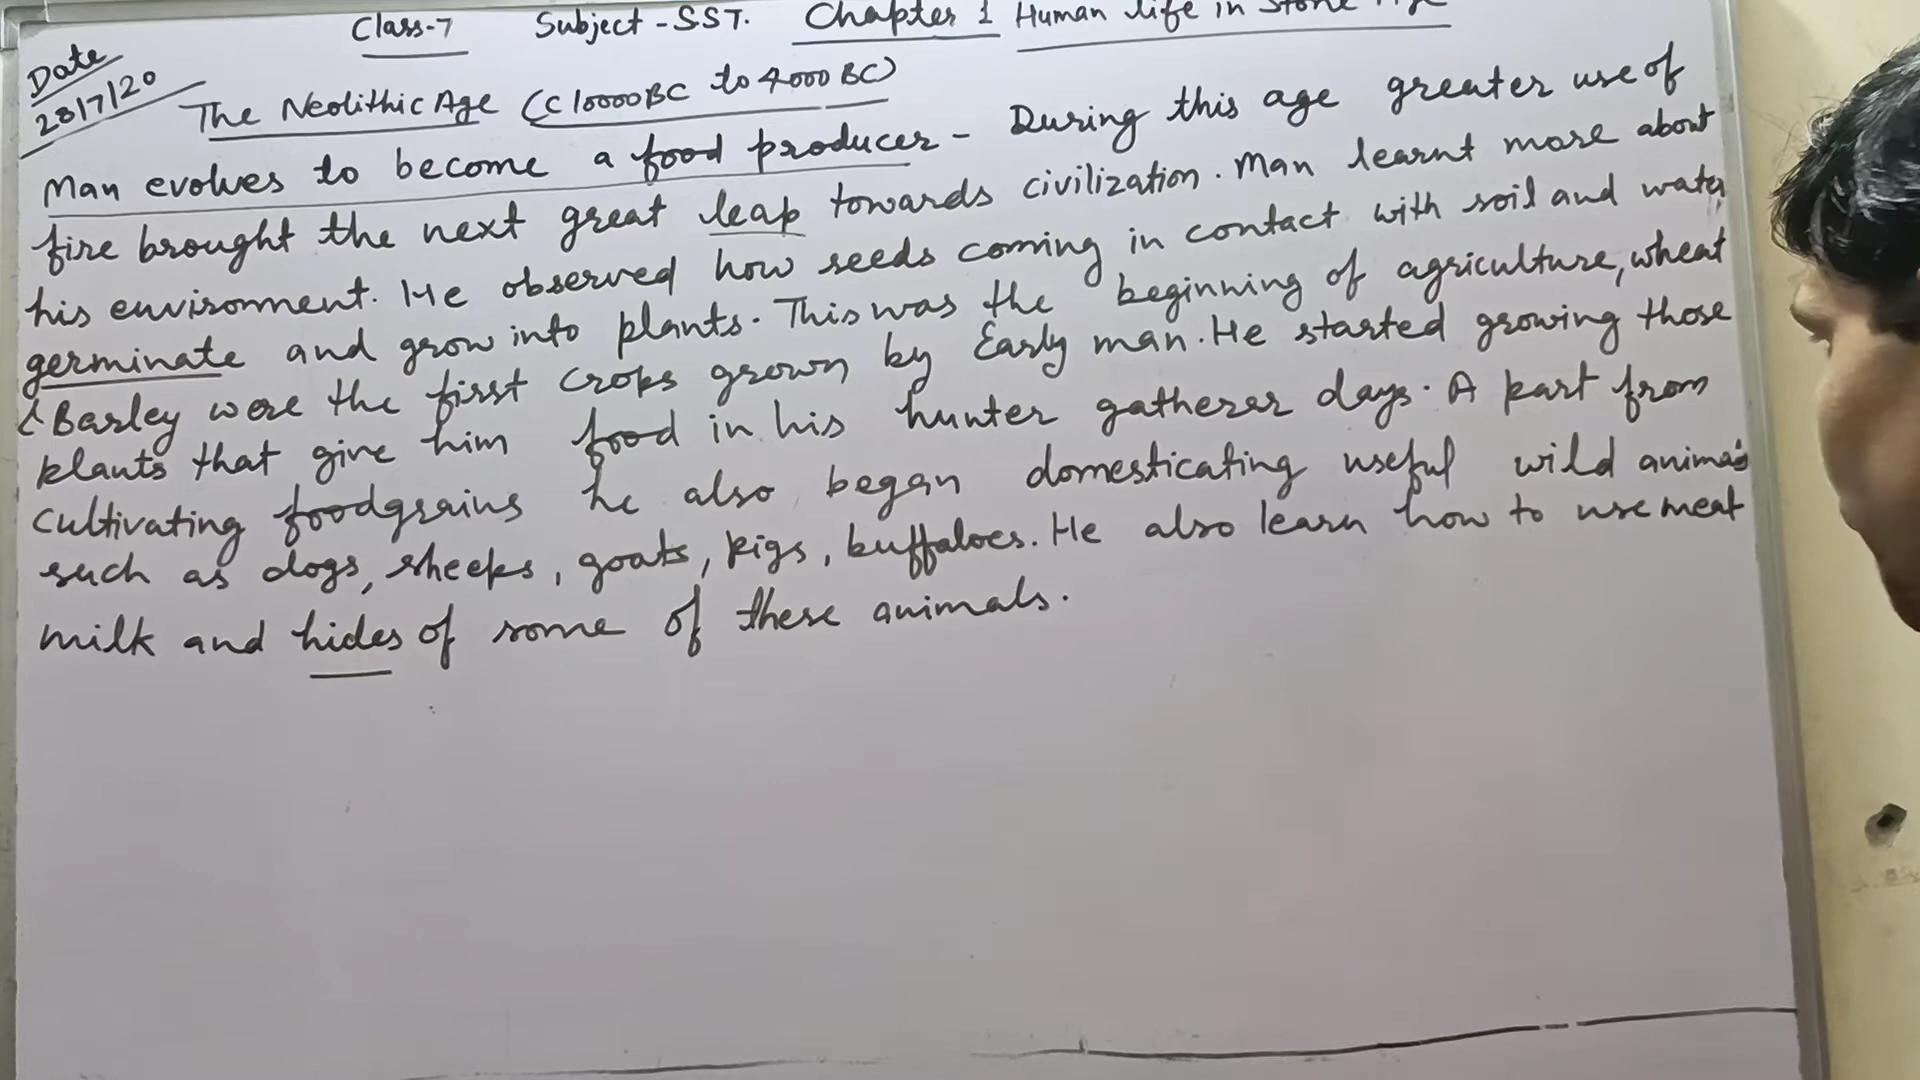 Class-7 Subject-SST. Chapter 1 Human life in Stone Age
Date
28/7/20
The Neolithic Age (C10000BC to 4000BC)
Man evolves to become a food producer - During this age greater use of
fire brought the next great leap towards civilization. Man learnt more about
his environment. He observed how seeds coming in contact with soil and water
germinate and grow into plants. This was the beginning of agriculture, wheat
& Barley were the first crops grown by Early man. He started growing those
plants that give him food in his hunter gatherer days. A part from
cultivating foodgrains he also began domesticating useful wild animals
such as dogs, sheeps, goats, pigs, buffaloes. He also learn how to use meat
milk and hides of some of these animals.